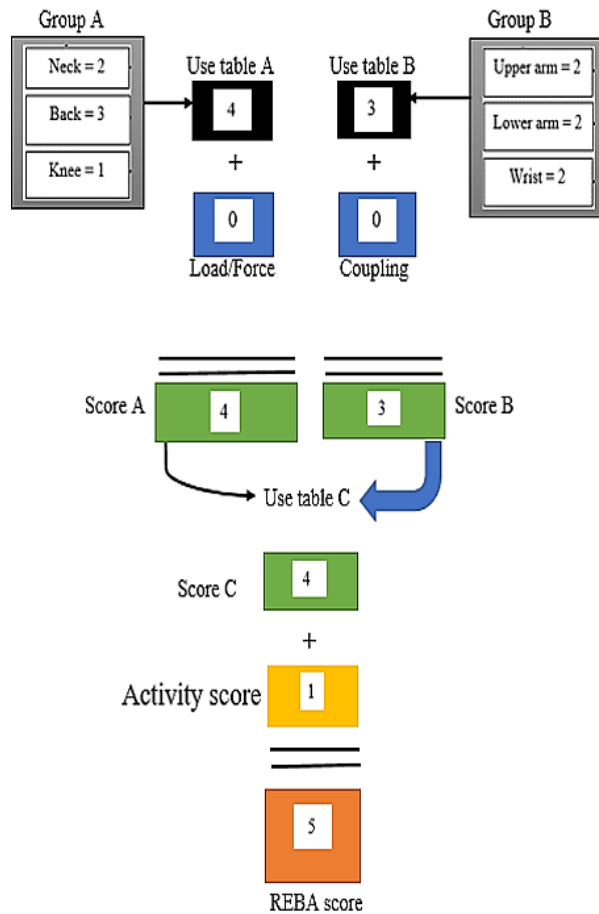 Group A
Group B
Neck = 2
Back = 3
Knee = 1
Use table A
4
+
0
Load/Force
Use table B
3
+
0
Coupling
Upper arm = 2
Lower arm = 2
Wrist = 2
Score A
4
3
Score B
Use table C
Score C
4
+
Activity score
1
5
REBA score